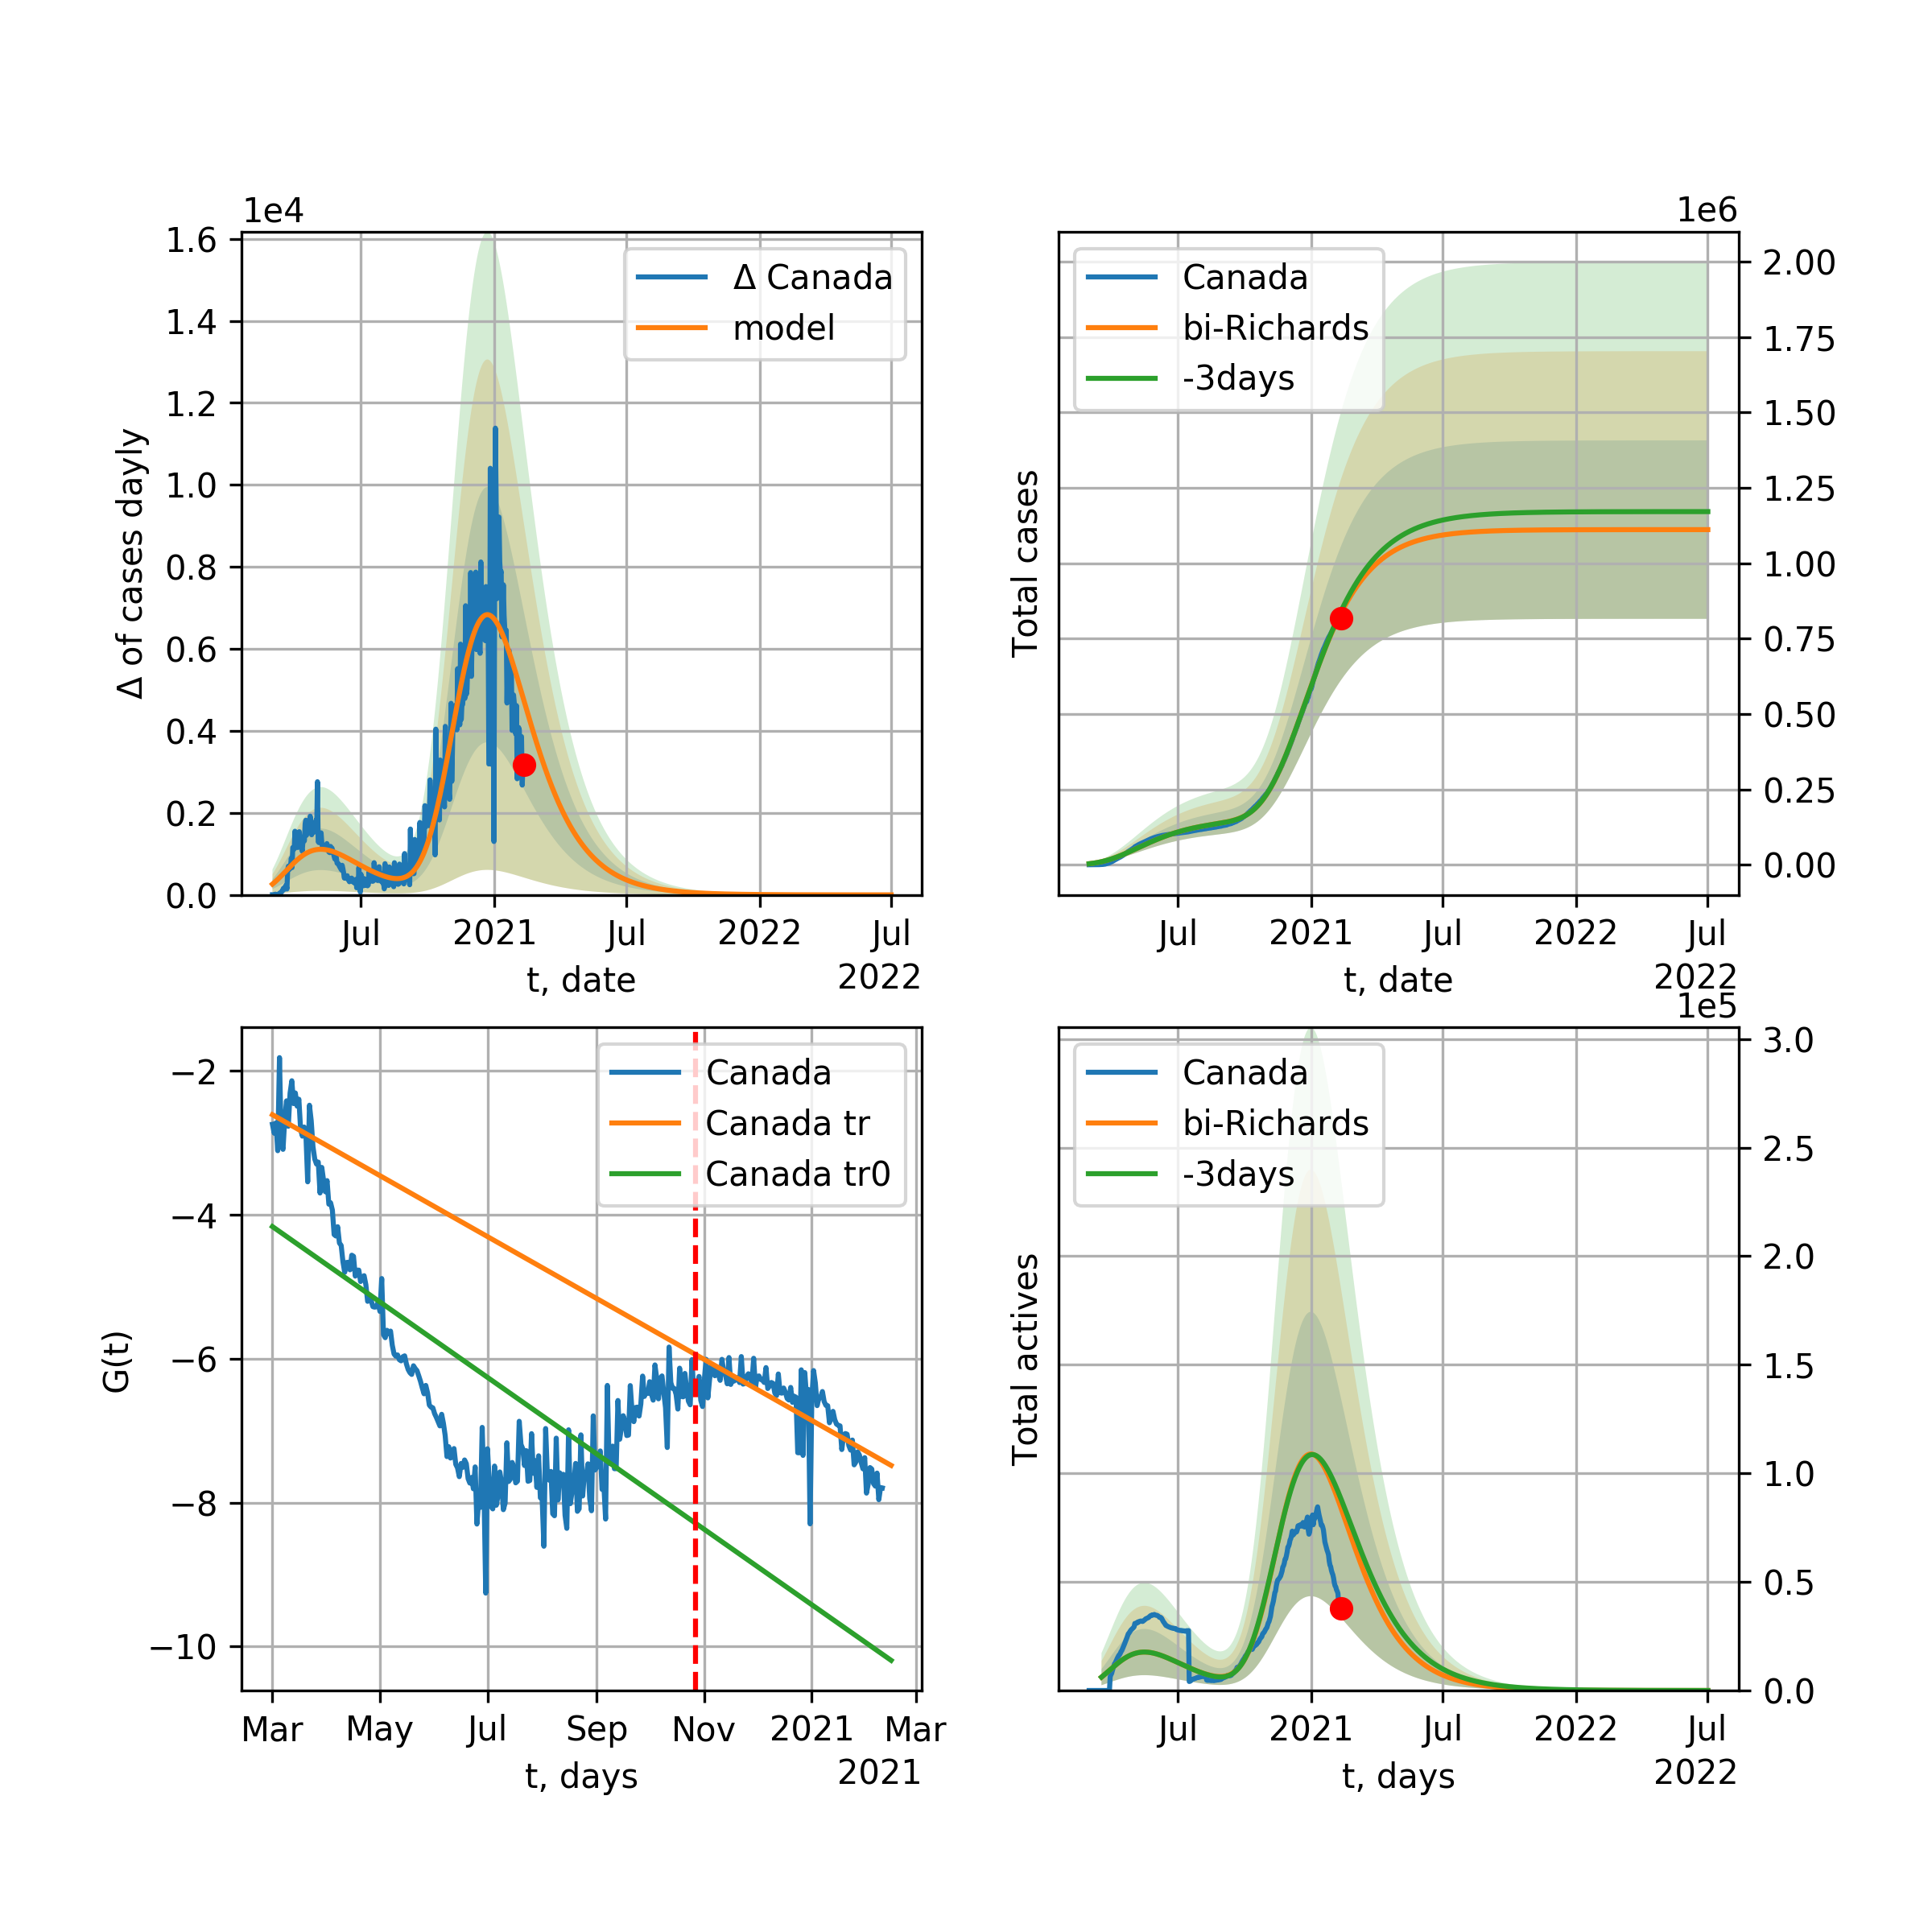 1e4
1.6
1.4
1.2
1.0
0.8
0.6
0.4
0.2
0.0
Δ of cases dayly
Δ Canada
model
Jul
2021
Jul
2022
Jul
2022
t, date
1e6
Canada
bi-Richards
-3days
Total cases
2.00
1.75
1.50
1.25
1.00
0.75
0.50
0.25
0.00
Jul
2021
Jul
2022
Jul
2022
t, date
−2
−4
−6
−8
−10
G(t)
Canada
Canada tr
Canada tr0
Mar
May
Jul
Sep
Nov
2021
Mar
2021
t, days
1e5
Canada
bi-Richards
-3days
Total actives
3.0
2.5
2.0
1.5
1.0
0.5
0.0
Jul
2021
Jul
2022
Jul
2022
t, days